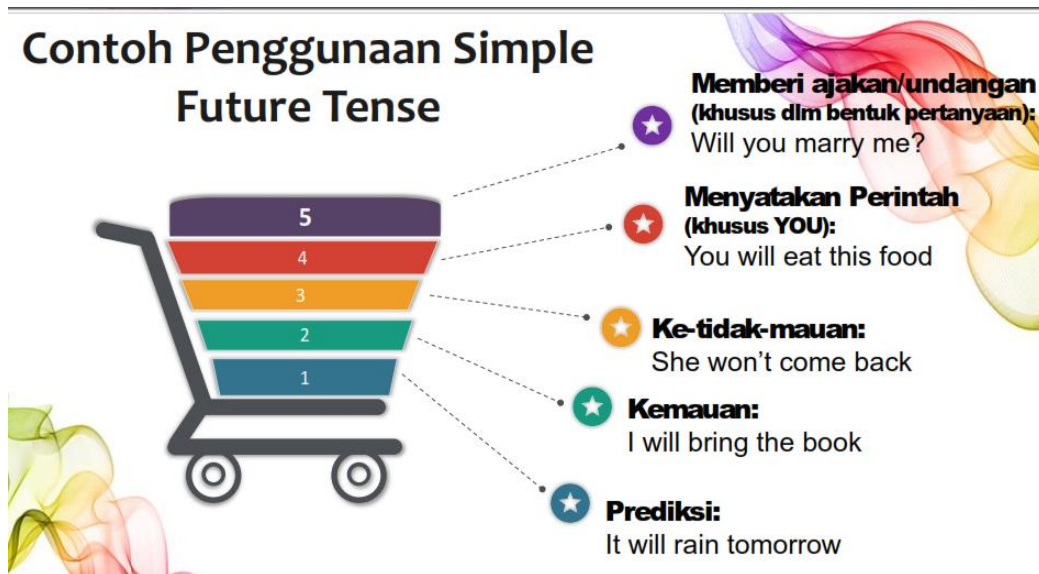 Contoh Penggunaan Simple
Future Tense
Memberi ajakan/undangan
(khusus dlm bentuk pertanyaan):
Will you marry me?
Menyatakan Perintah
(khusus YOU):
You will eat this food
Ke-tidak-mauan:
She won't come back
Kemauan:
I will bring the book
Prediksi:
It will rain tomorrow
5
4
3
2
1